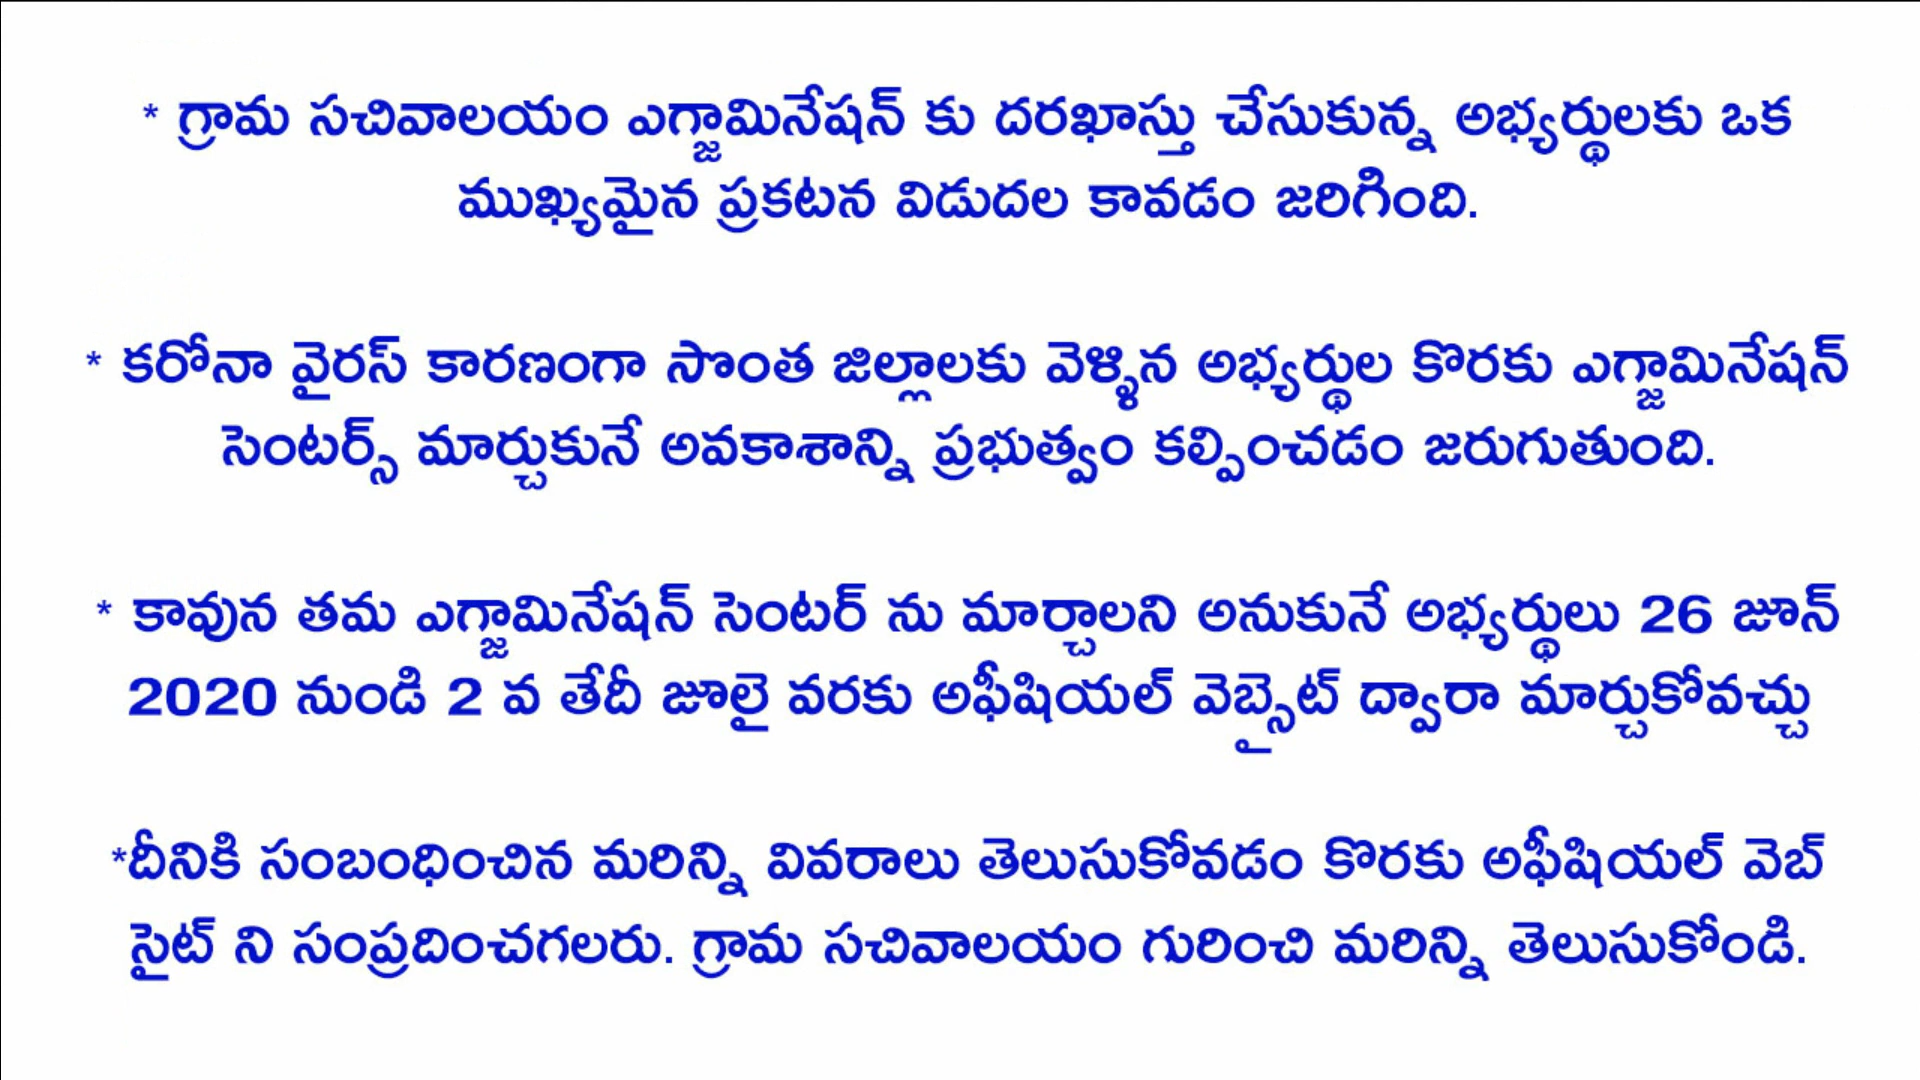 * గ్రామ సచివాలయం ఎగ్జామినేషన్ కు దరఖాస్తు చేసుకున్న అభ్యర్థులకు ఒక
ముఖ్యమైన ప్రకటన విడుదల కావడం జరిగింది.
* కరోనా వైరస్ కారణంగా సొంత జిల్లాలకు వెళ్ళిన అభ్యర్థుల కొరకు ఎగ్జామినేషన్
సెంటర్స్ మార్చుకునే అవకాశాన్ని ప్రభుత్వం కల్పించడం జరుగుతుంది.
* కావున తమ ఎగ్జామినేషన్ సెంటర్ ను మార్చాలని అనుకునే అభ్యర్థులు 26 జూన్
2020 నుండి 2 వ తేదీ జూలై వరకు అఫీషియల్ వెబ్సైట్ ద్వారా మార్చుకోవచ్చు
*దీనికి సంబంధించిన మరిన్ని వివరాలు తెలుసుకోవడం కొరకు అఫీషియల్ వెబ్
సైట్ ని సంప్రదించగలరు. గ్రామ సచివాలయం గురించి మరిన్ని తెలుసుకోండి.